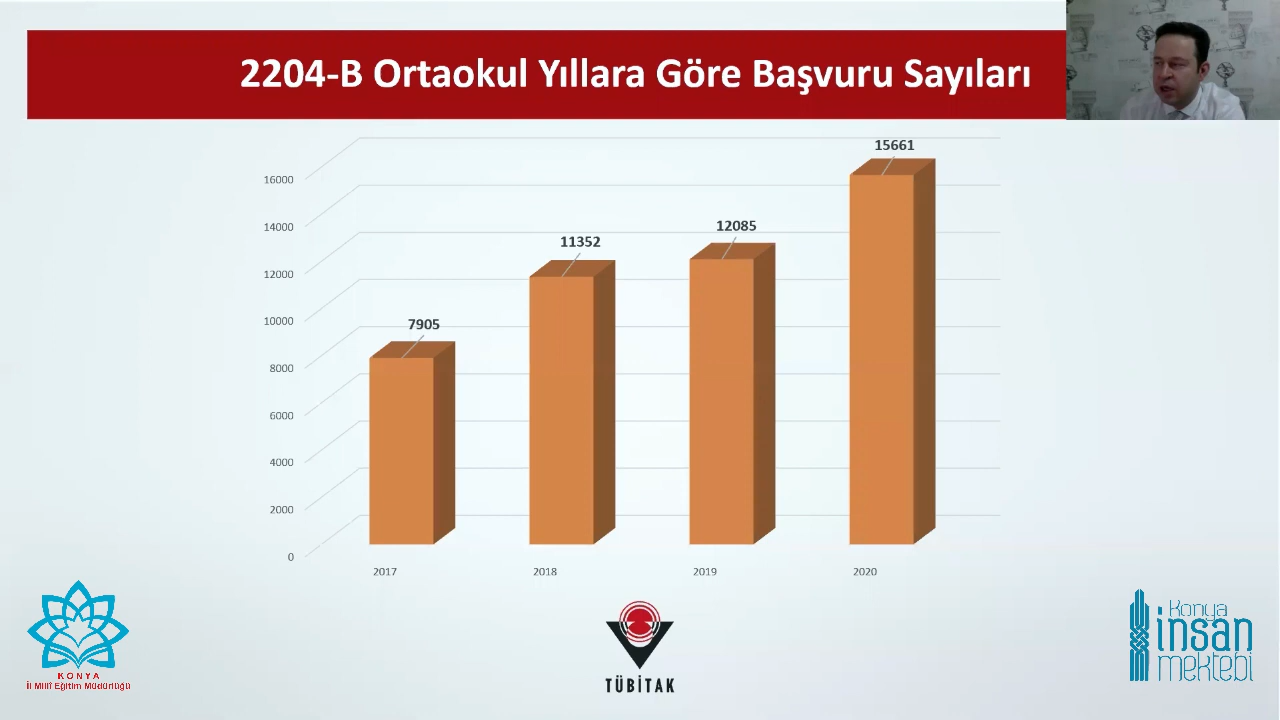 2204-B Ortaokul Yıllara Göre Başvuru Sayıları
15661
16000
14000
12085
11352
12000
10000
7905
8000
6000
4000
2000
0
2017
2018
2019
2020
KONYA
İl Millî Eğitim Müdürlüğü
TÜBİTAK
Konya
insan
mektebi